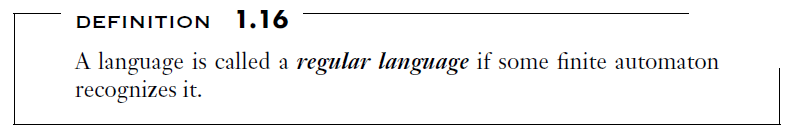 DEFINITION 1.16
A language is called a regular language if some finite automaton
recognizes it.